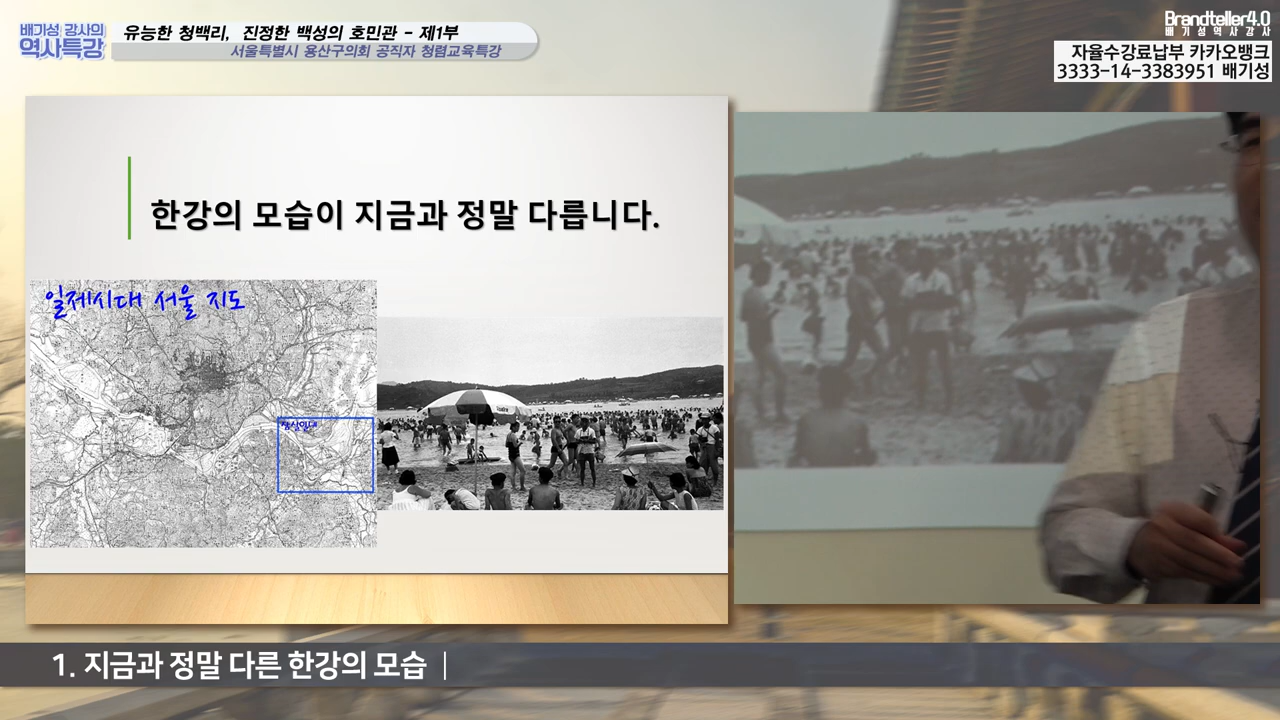 배기성 강사의
역사특강
유능한 청백리, 진정한 백성의 호민관 - 제1부
서울특별시 용산구의회 공직자 청렴교육특강
Brandteller4.0
배기성역사강사
자율수강료납부 카카오뱅크
3333-14-3383951 배기성
한강의 모습이 지금과 정말 다릅니다.
일제시대 서울 지도
1. 지금과 정말 다른 한강의 모습